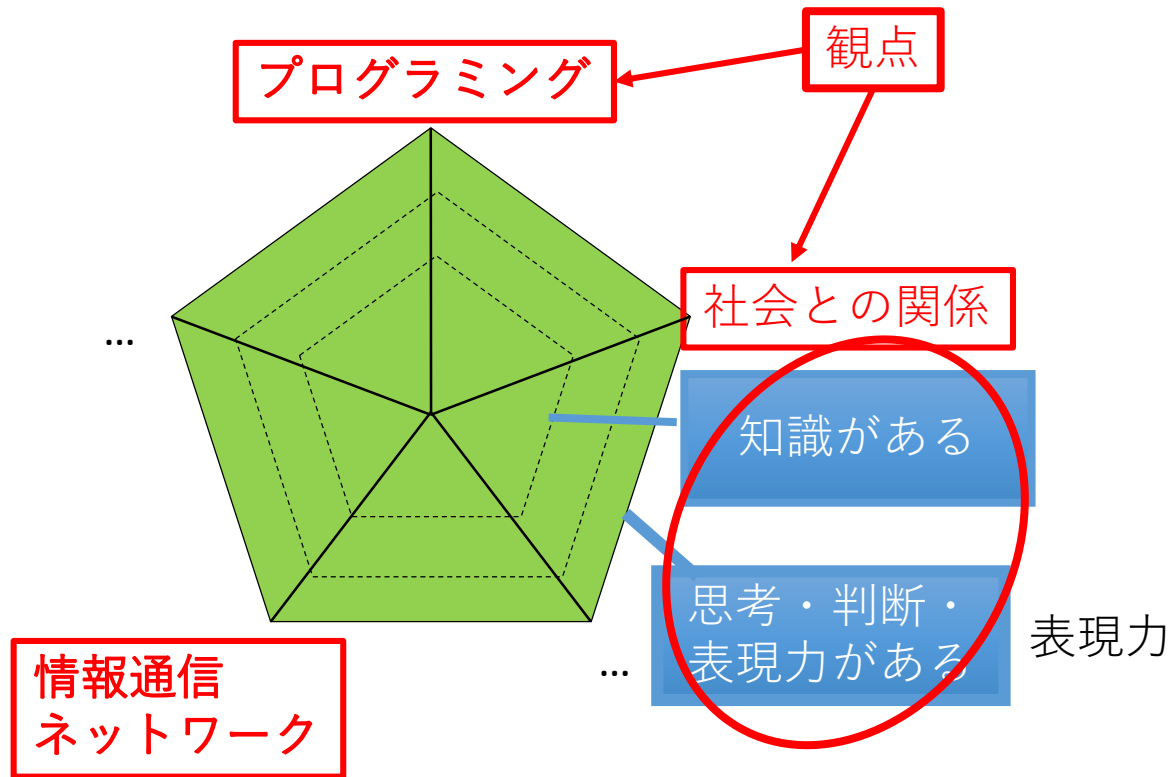 観点
プログラミング
社会との関係
...
知識がある
思考・判断・
表現力がある
表現力
...
情報通信
ネットワーク